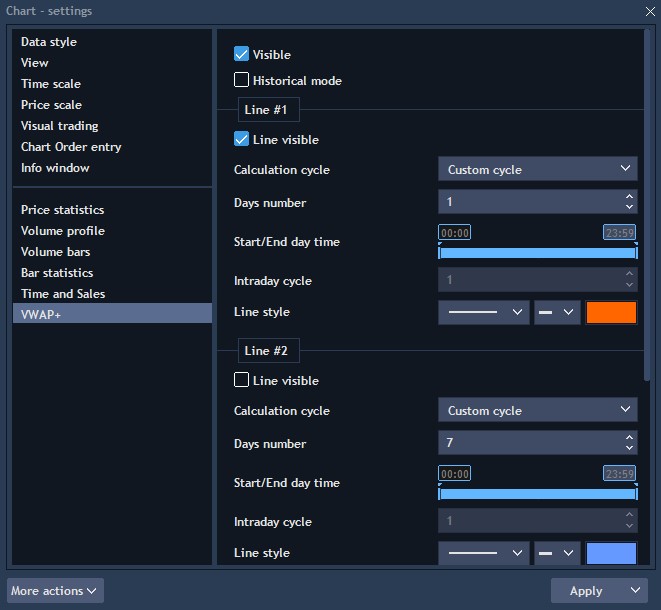 Chart - settings
Data style
View
Time scale
Price scale
Visual trading
Chart Order entry
Info window
Price statistics
Volume profile
Volume bars
Bar statistics
Time and Sales
VWAP+
Visible
Historical mode
Line #1
Line visible
Calculation cycle Custom cycle
Days number 1
00:00 23:59
Start/End day time
Intraday cycle 1
Line style
Line #2
Line visible
Calculation cycle Custom cycle
Days number 7
00:00 23:59
Start/End day time
Intraday cycle 1
Line style
More actions Apply